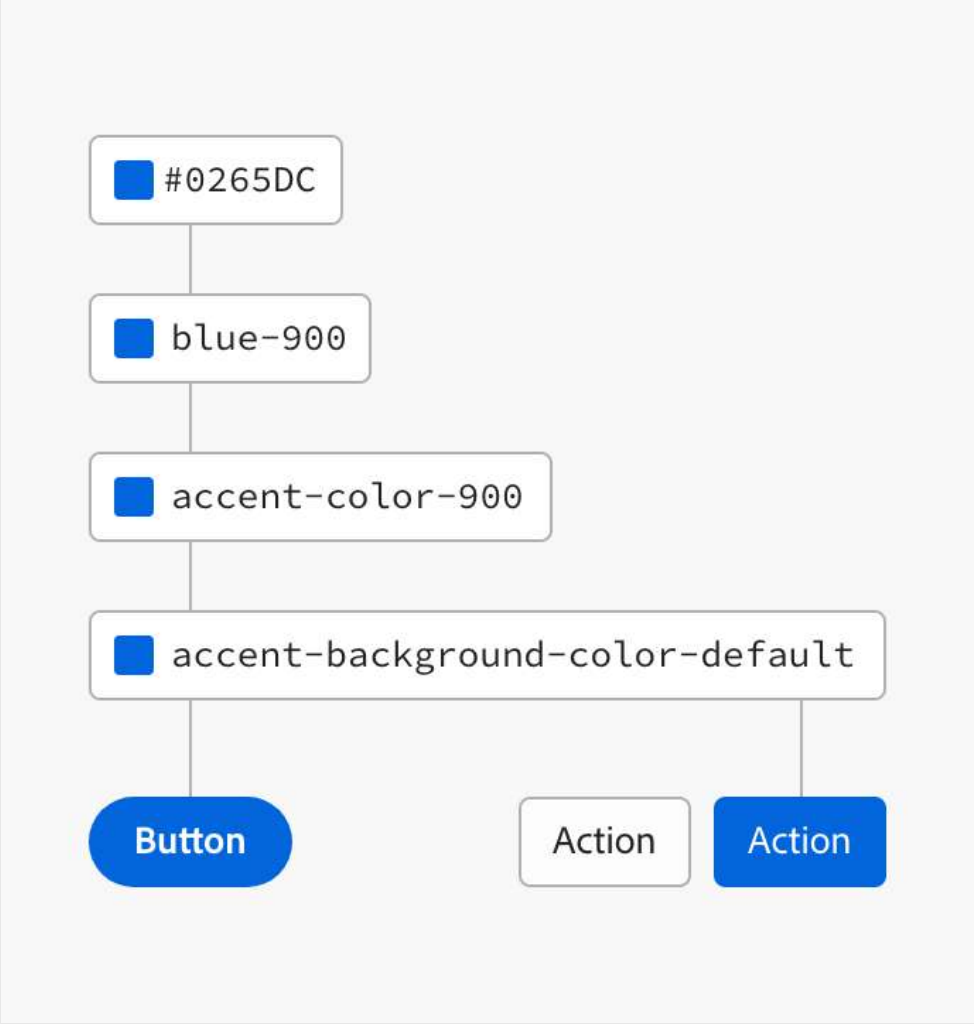 #0265DC
blue-900
accent-color-900
accent-background-color-default
Button
Action
Action